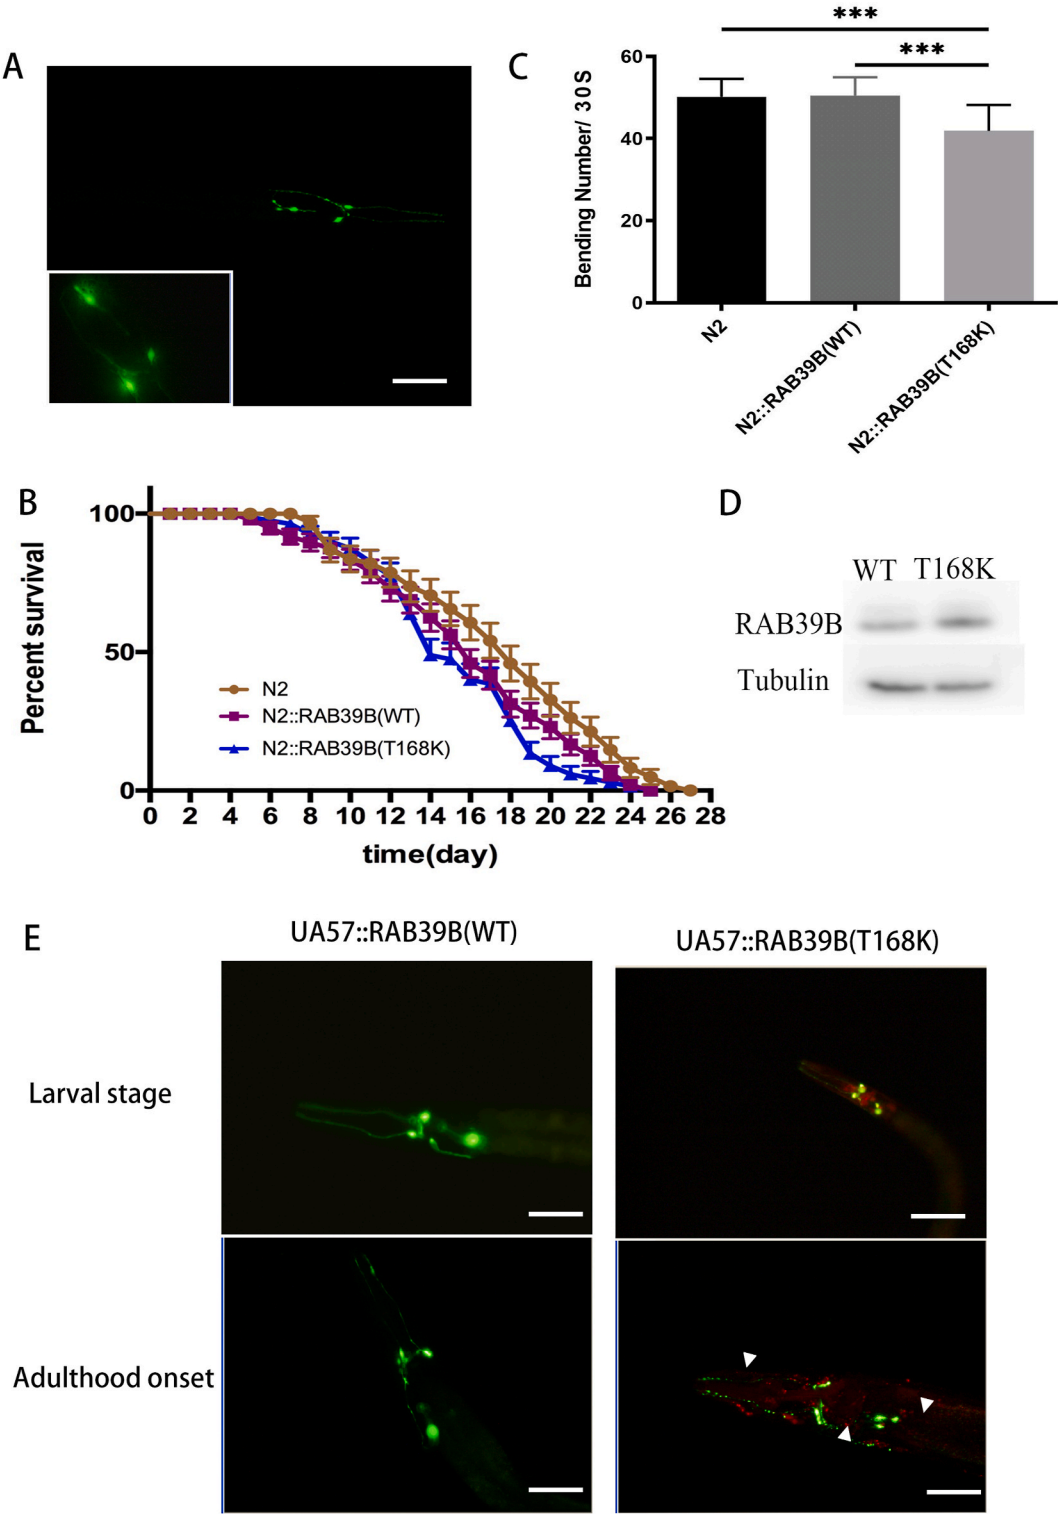 A
C
***
***
60
40
20
0
Bending Number/ 30S
N2
N2::RAB39B(WT)
N2::RAB39B(T168K)
B
100
50
0
Percent survival
N2
N2::RAB39B(WT)
N2::RAB39B(T168K)
0 2 4 6 8 10 12 14 16 18 20 22 24 26 28
time(day)
D
WT T168K
RAB39B
Tubulin
E
UA57::RAB39B(WT)
UA57::RAB39B(T168K)
Larval stage
Adulthood onset